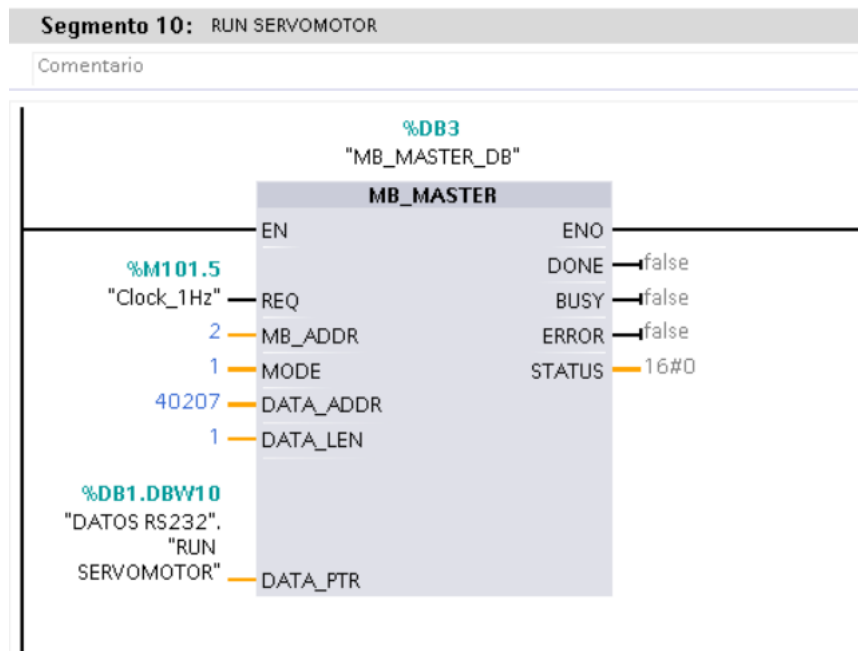 Segmento 10: RUN SERVOMOTOR
Comentario
%DB3
"MB_MASTER_DB"
MB_MASTER
EN ENO
DONE false
%M101.5
"Clock_1Hz" REQ BUSY false
2 MB_ADDR ERROR false
1 MODE STATUS 16#0
40207 DATA_ADDR
1 DATA_LEN
%DB1.DBW10
"DATOS RS232".
"RUN
SERVOMOTOR" DATA_PTR